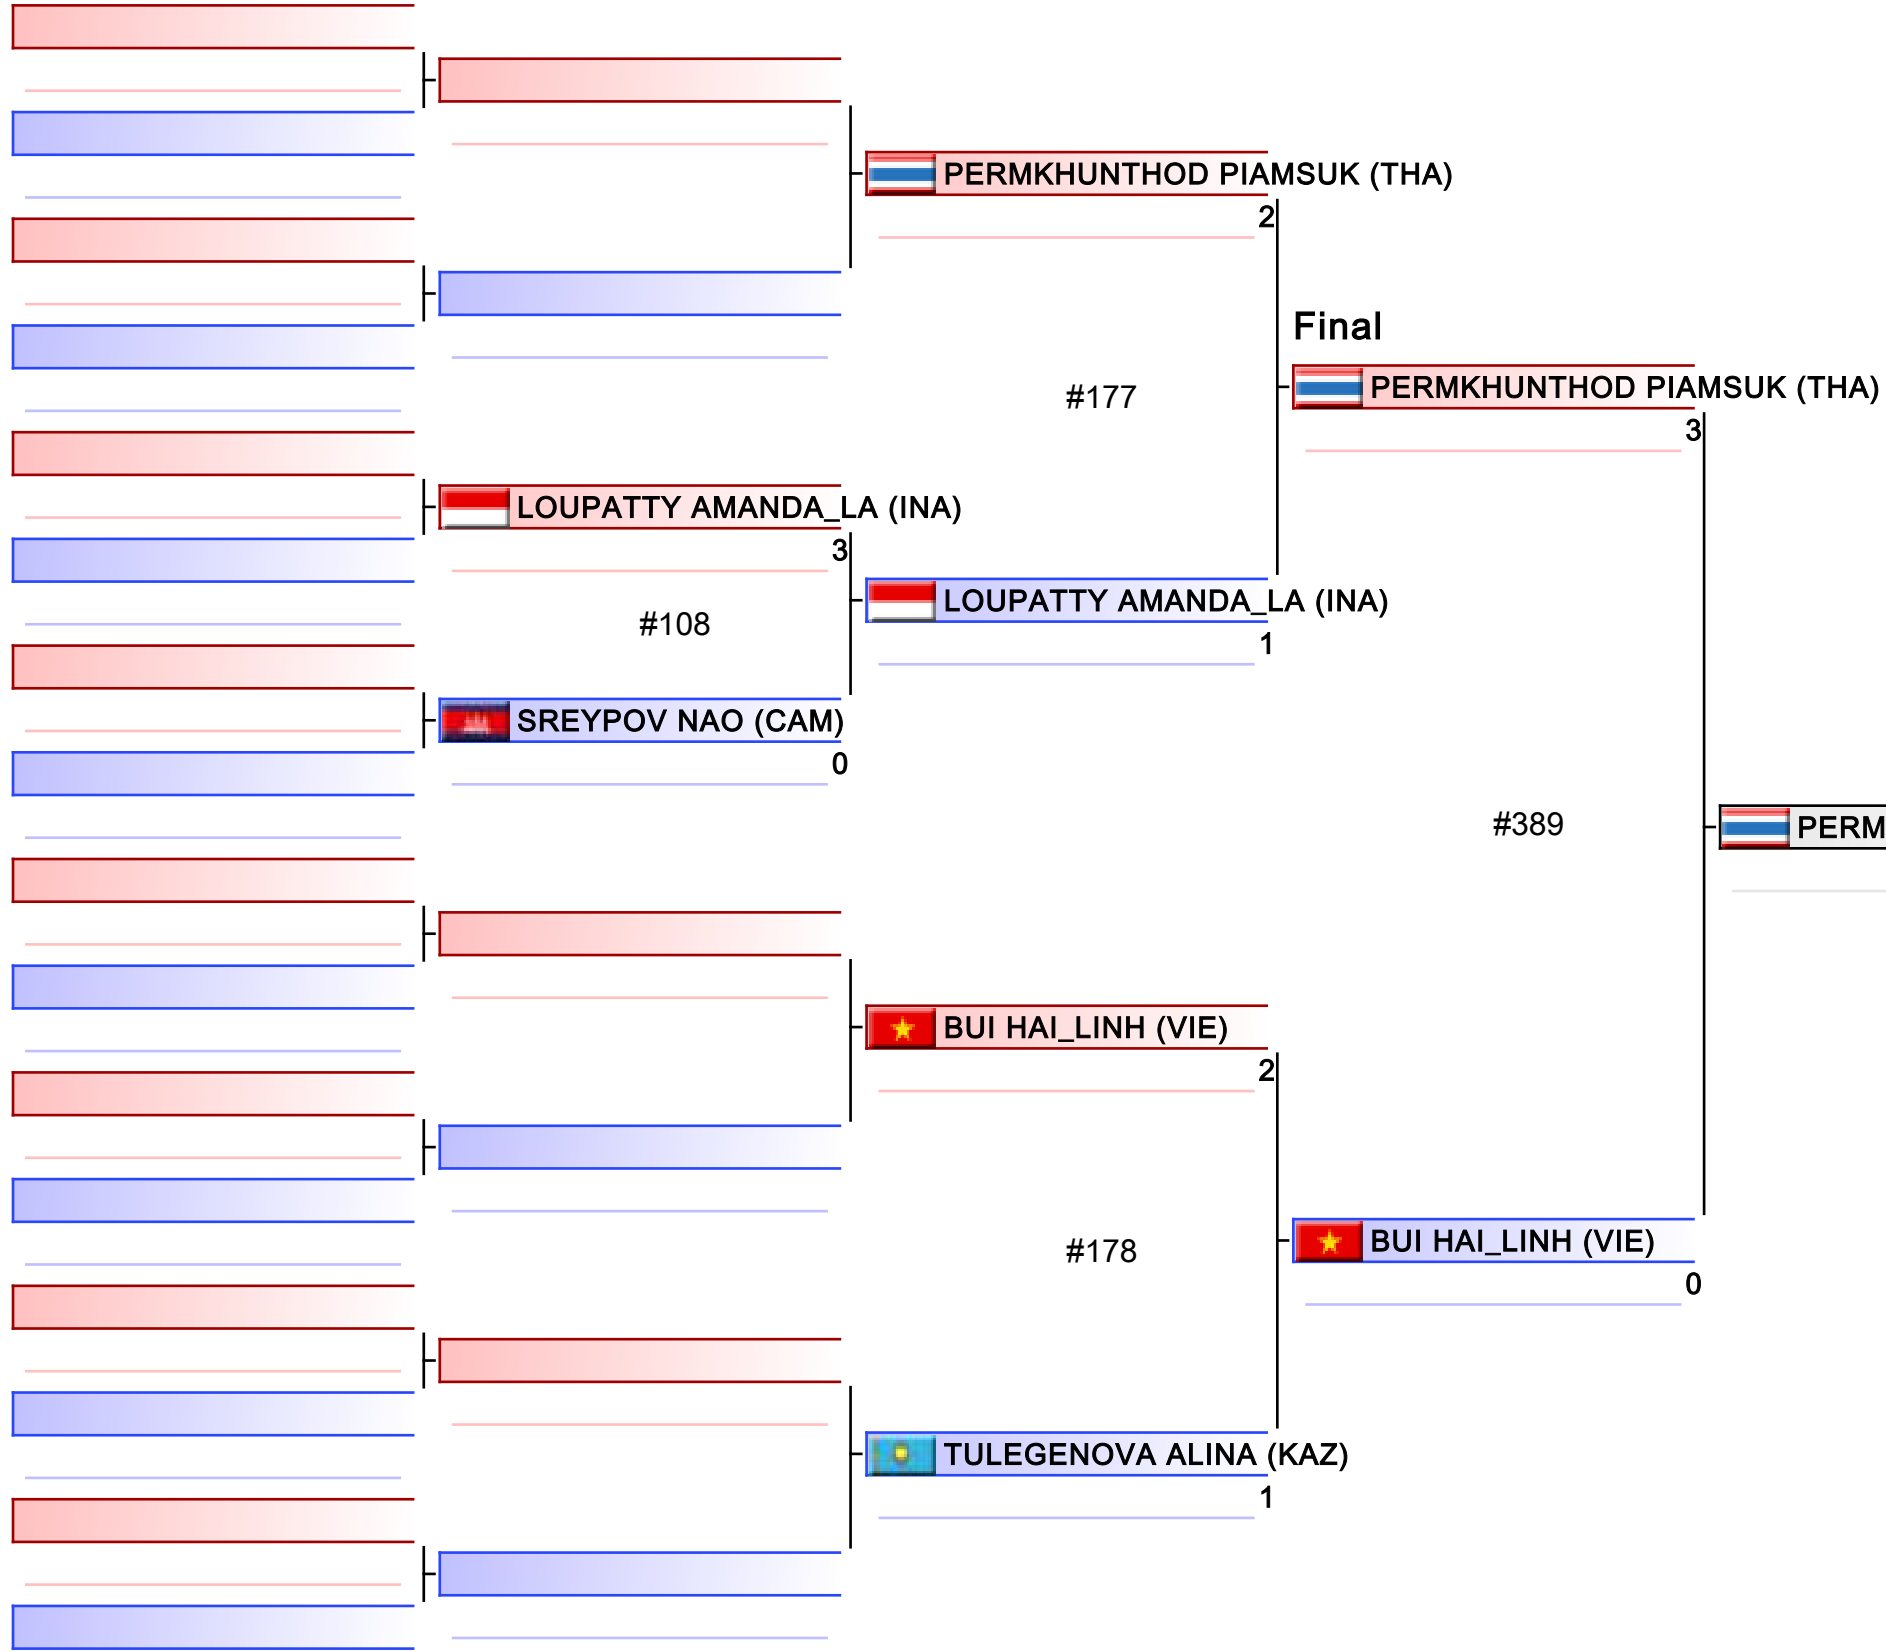 PERMKHUNTHOD PIAMSUK (THA)
2
Final
#177
PERMKHUNTHOD PIAMSUK (THA)
3
LOUPATTY AMANDA_LA (INA)
3
#108
LOUPATTY AMANDA_LA (INA)
1
SREYPOV NAO (CAM)
0
#389
PERM
BUI HAI_LINH (VIE)
2
#178
BUI HAI_LINH (VIE)
0
TULEGENOVA ALINA (KAZ)
1